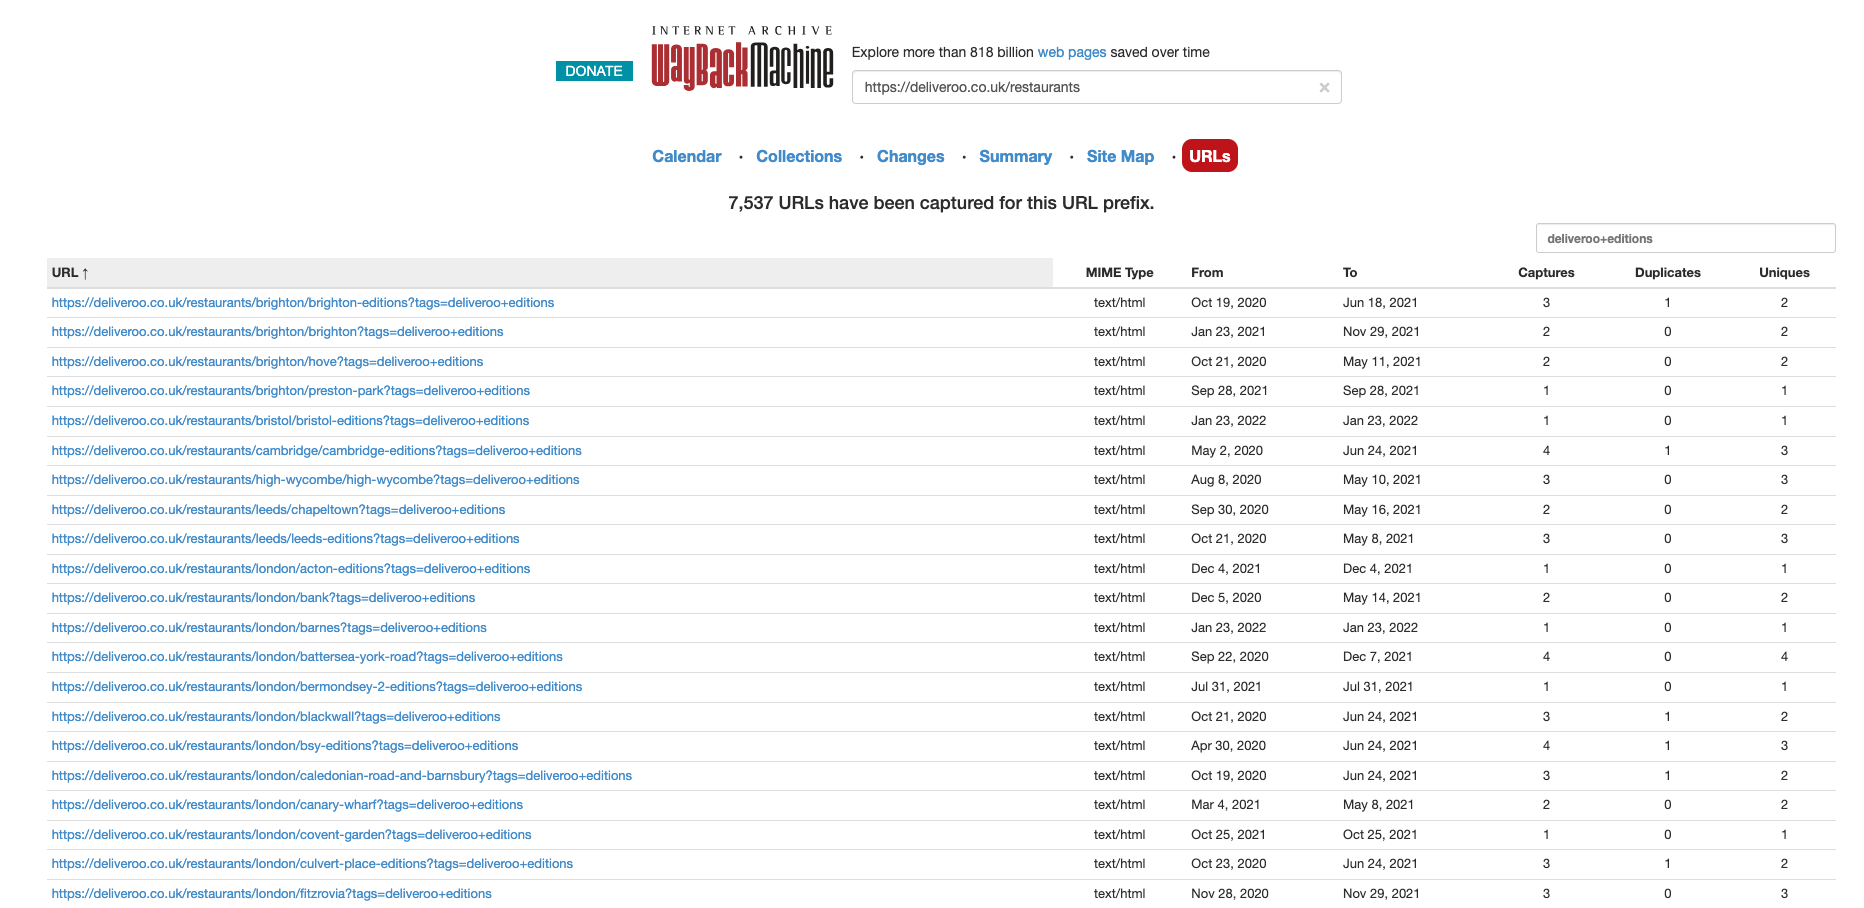 INTERNET ARCHIVE
DONATE
WayBackMachine
Explore more than 818 billion web pages saved over time
https://deliveroo.co.uk/restaurants ×
Calendar · Collections · Changes · Summary · Site Map · URLs
7,537 URLs have been captured for this URL prefix.
deliveroo+editions
URL ↑ MIME Type From To Captures Duplicates Uniques
https://deliveroo.co.uk/restaurants/brighton/brighton-editions?tags=deliveroo+editions text/html Oct 19, 2020 Jun 18, 2021 3 1 2
https://deliveroo.co.uk/restaurants/brighton/brighton?tags=deliveroo+editions text/html Jan 23, 2021 Nov 29, 2021 2 0 2
https://deliveroo.co.uk/restaurants/brighton/hove?tags=deliveroo+editions text/html Oct 21, 2020 May 11, 2021 2 0 2
https://deliveroo.co.uk/restaurants/brighton/preston-park?tags=deliveroo+editions text/html Sep 28, 2021 Sep 28, 2021 1 0 1
https://deliveroo.co.uk/restaurants/bristol/bristol-editions?tags=deliveroo+editions text/html Jan 23, 2022 Jan 23, 2022 1 0 1
https://deliveroo.co.uk/restaurants/cambridge/cambridge-editions?tags=deliveroo+editions text/html May 2, 2020 Jun 24, 2021 4 1 3
https://deliveroo.co.uk/restaurants/high-wycombe/high-wycombe?tags=deliveroo+editions text/html Aug 8, 2020 May 10, 2021 3 0 3
https://deliveroo.co.uk/restaurants/leeds/chapeltown?tags=deliveroo+editions text/html Sep 30, 2020 May 16, 2021 2 0 2
https://deliveroo.co.uk/restaurants/leeds/leeds-editions?tags=deliveroo+editions text/html Oct 21, 2020 May 8, 2021 3 0 3
https://deliveroo.co.uk/restaurants/london/acton-editions?tags=deliveroo+editions text/html Dec 4, 2021 Dec 4, 2021 1 0 1
https://deliveroo.co.uk/restaurants/london/bank?tags=deliveroo+editions text/html Dec 5, 2020 May 14, 2021 2 0 2
https://deliveroo.co.uk/restaurants/london/barnes?tags=deliveroo+editions text/html Jan 23, 2022 Jan 23, 2022 1 0 1
https://deliveroo.co.uk/restaurants/london/battersea-york-road?tags=deliveroo+editions text/html Sep 22, 2020 Dec 7, 2021 4 0 4
https://deliveroo.co.uk/restaurants/london/bermondsey-2-editions?tags=deliveroo+editions text/html Jul 31, 2021 Jul 31, 2021 1 0 1
https://deliveroo.co.uk/restaurants/london/blackwall?tags=deliveroo+editions text/html Oct 21, 2020 Jun 24, 2021 3 1 2
https://deliveroo.co.uk/restaurants/london/bsy-editions?tags=deliveroo+editions text/html Apr 30, 2020 Jun 24, 2021 4 1 3
https://deliveroo.co.uk/restaurants/london/caledonian-road-and-barnsbury?tags=deliveroo+editions text/html Oct 19, 2020 Jun 24, 2021 3 1 2
https://deliveroo.co.uk/restaurants/london/canary-wharf?tags=deliveroo+editions text/html Mar 4, 2021 May 8, 2021 2 0 2
https://deliveroo.co.uk/restaurants/london/covent-garden?tags=deliveroo+editions text/html Oct 25, 2021 Oct 25, 2021 1 0 1
https://deliveroo.co.uk/restaurants/london/culvert-place-editions?tags=deliveroo+editions text/html Oct 23, 2020 Jun 24, 2021 3 1 2
https://deliveroo.co.uk/restaurants/london/fitzrovia?tags=deliveroo+editions text/html Nov 28, 2020 Nov 29, 2021 3 0 3